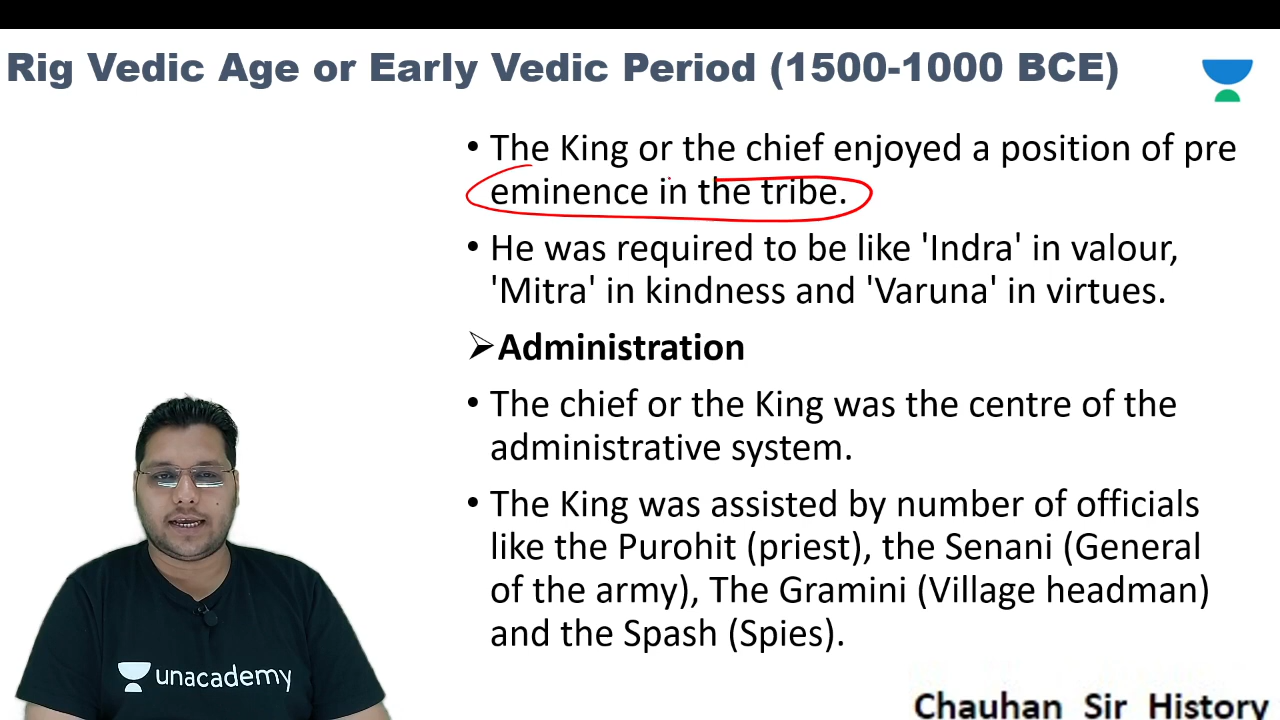 Rig Vedic Age or Early Vedic Period (1500-1000 BCE)
• The King or the chief enjoyed a position of pre
eminence in the tribe.
• He was required to be like 'Indra' in valour,
'Mitra' in kindness and 'Varuna' in virtues.
➢Administration
• The chief or the King was the centre of the
administrative system.
• The King was assisted by number of officials
like the Purohit (priest), the Senani (General
of the army), The Gramini (Village headman)
and the Spash (Spies).
unacademy
Chauhan Sir History